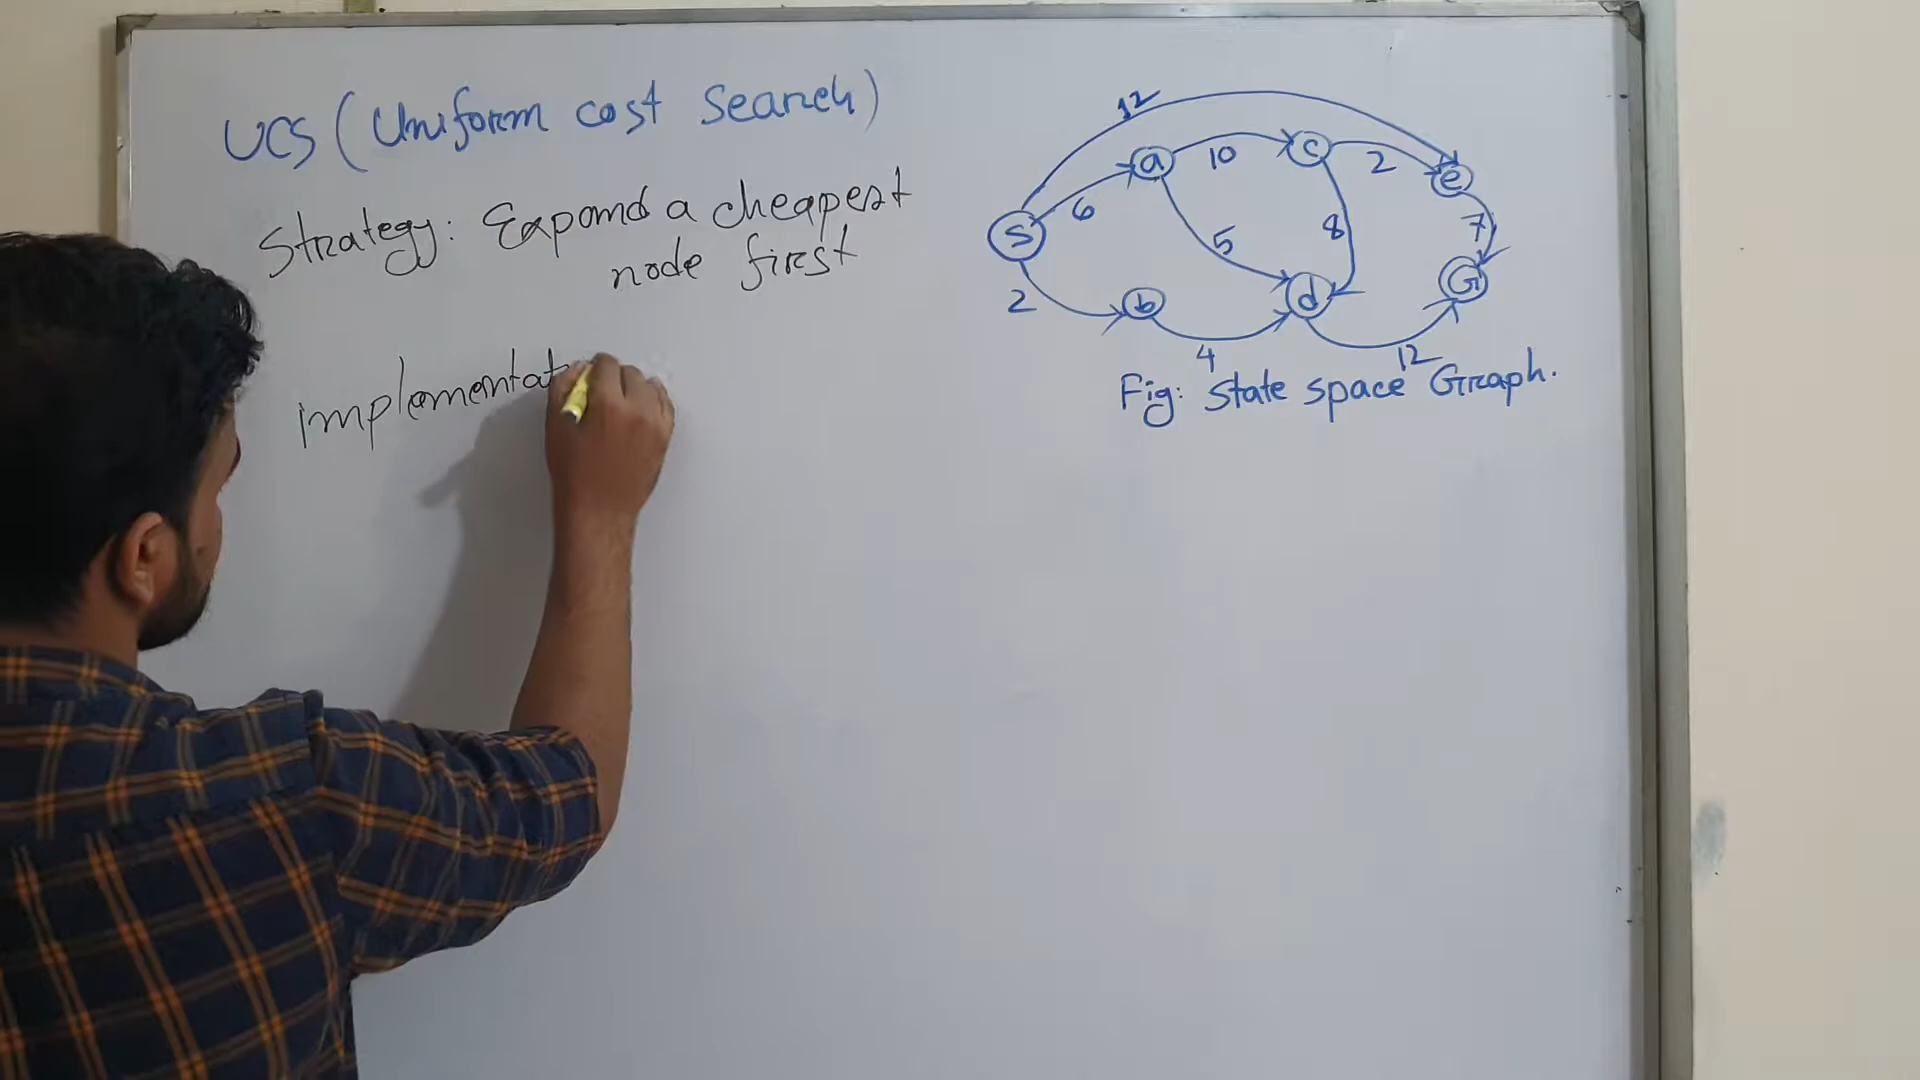 UCS (Uniform cost Search)
Strategy: Expand a cheapest
node first
implementat
12
a
10
c
2
e
6
S
8
7
5
2
b
d
G
4
12
Fig: State space Graph.